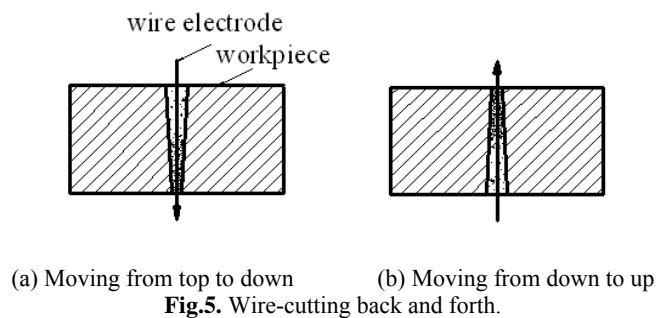 wire electrode
workpiece
(a) Moving from top to down (b) Moving from down to up
Fig.5. Wire-cutting back and forth.